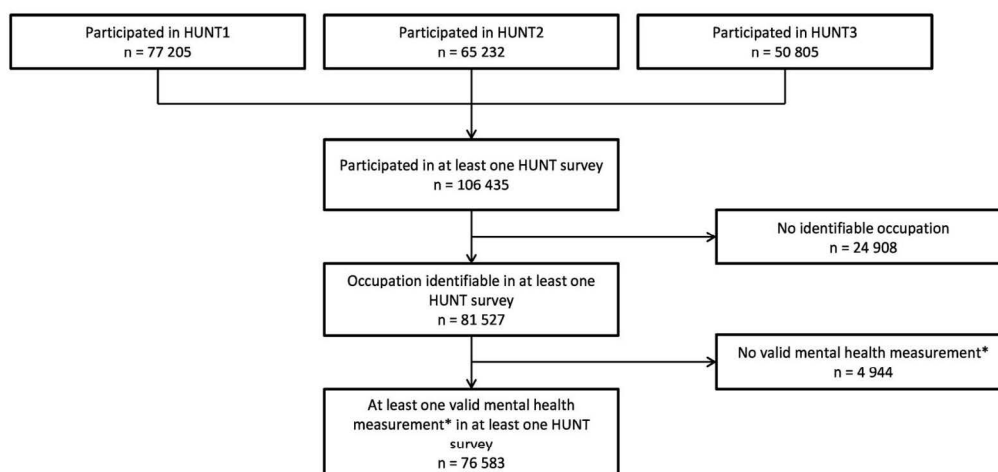 Participated in HUNT1
n = 77 205
Participated in HUNT2
n = 65 232
Participated in HUNT3
n = 50 805
Participated in at least one HUNT survey
n = 106 435
No identifiable occupation
n = 24 908
Occupation identifiable in at least one
HUNT survey
n = 81 527
No valid mental health measurement*
n = 4 944
At least one valid mental health
measurement* in at least one HUNT
survey
n = 76 583